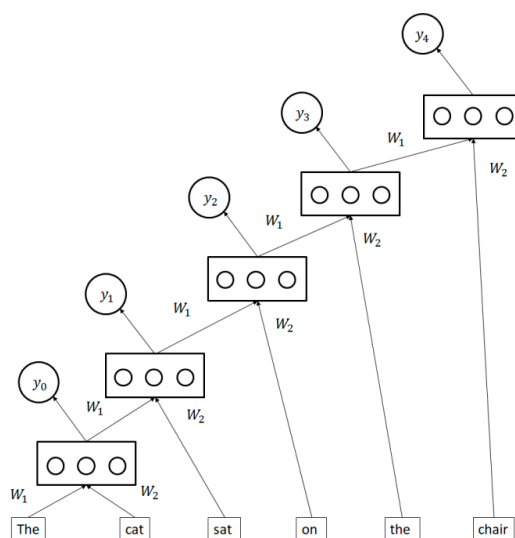 y₄
y₃
W₁
W₂
y₂
W₁
W₂
y₁
W₁
W₂
y₀
W₁
W₂
W₁
W₂
The cat sat on the chair